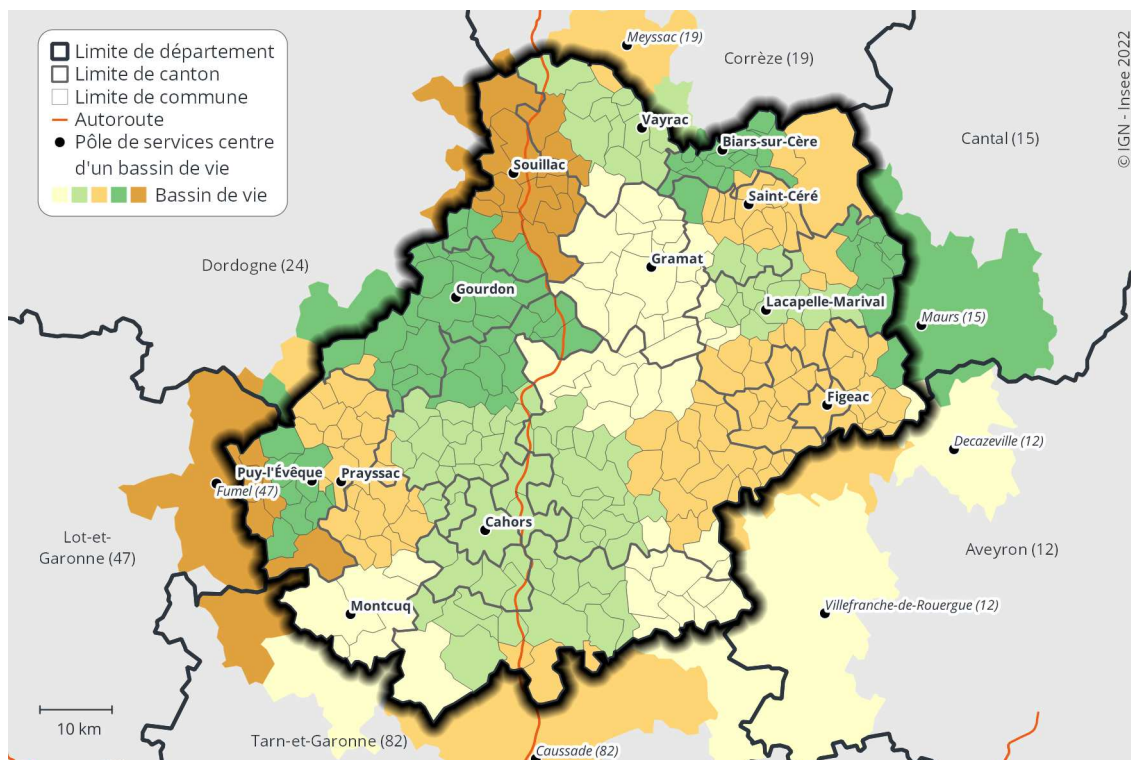 Limite de département
Limite de canton
Limite de commune
Autoroute
Pôle de services centre
d'un bassin de vie
Bassin de vie
Meyssac (19)
Corrèze (19)
© IGN - Insee 2022
Vayrac
Biars-sur-Cère
Cantal (15)
Souillac
Saint-Céré
Dordogne (24)
Gramat
Gourdon
Lacapelle-Marival
Maurs (15)
Figeac
Decazeville (12)
Puy-l'Évêque
Prayssac
Fumel (47)
Cahors
Lot-et-
Garonne (47)
Aveyron (12)
Montcuq
Villefranche-de-Rouergue (12)
10 km
Tarn-et-Garonne (82)
Caussade (82)